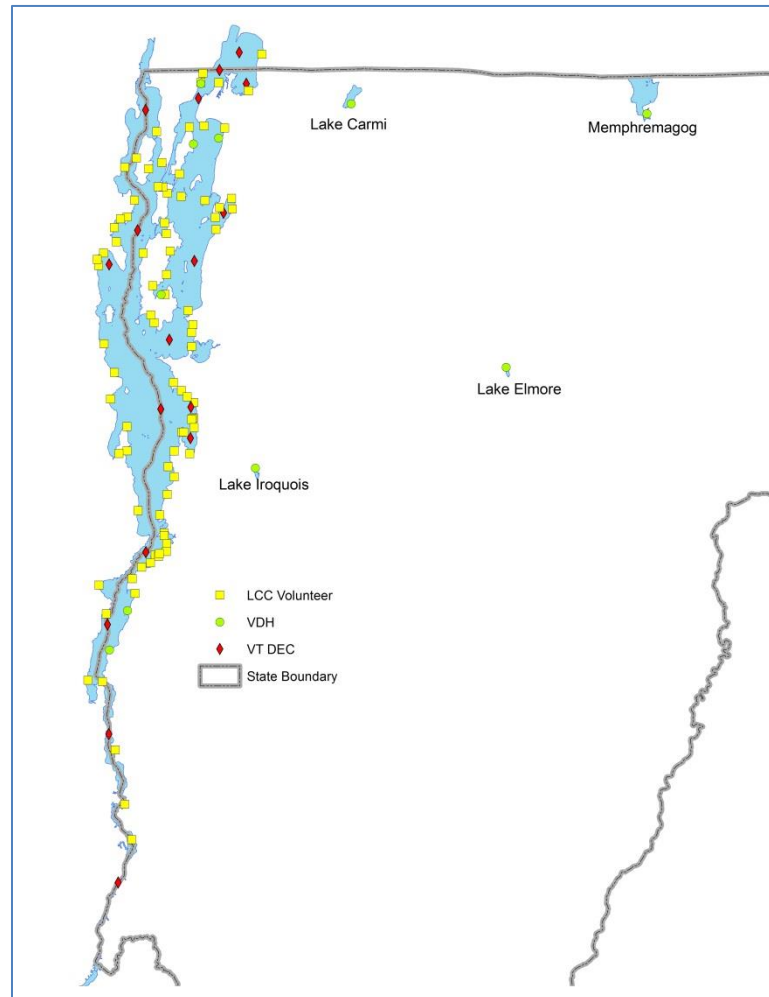 Lake Carmi
Memphremagog
Lake Elmore
Lake Iroquois
LCC Volunteer
VDH
VT DEC
State Boundary